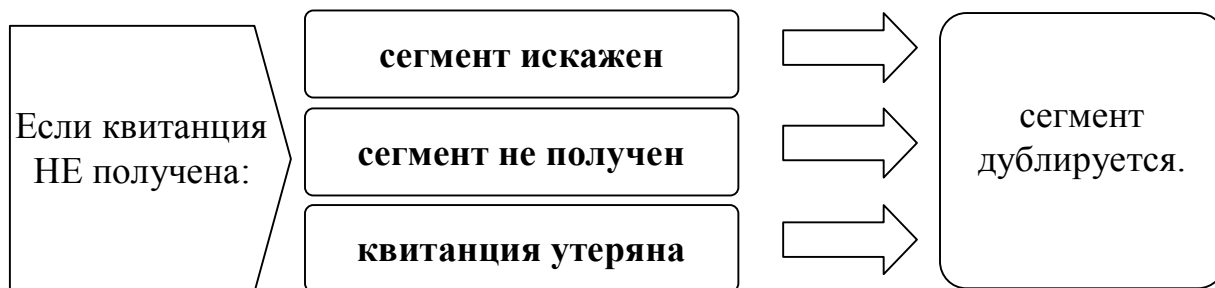 Если квитанция
НЕ получена:
сегмент искажен
сегмент не получен
квитанция утеряна
сегмент
дублируется.